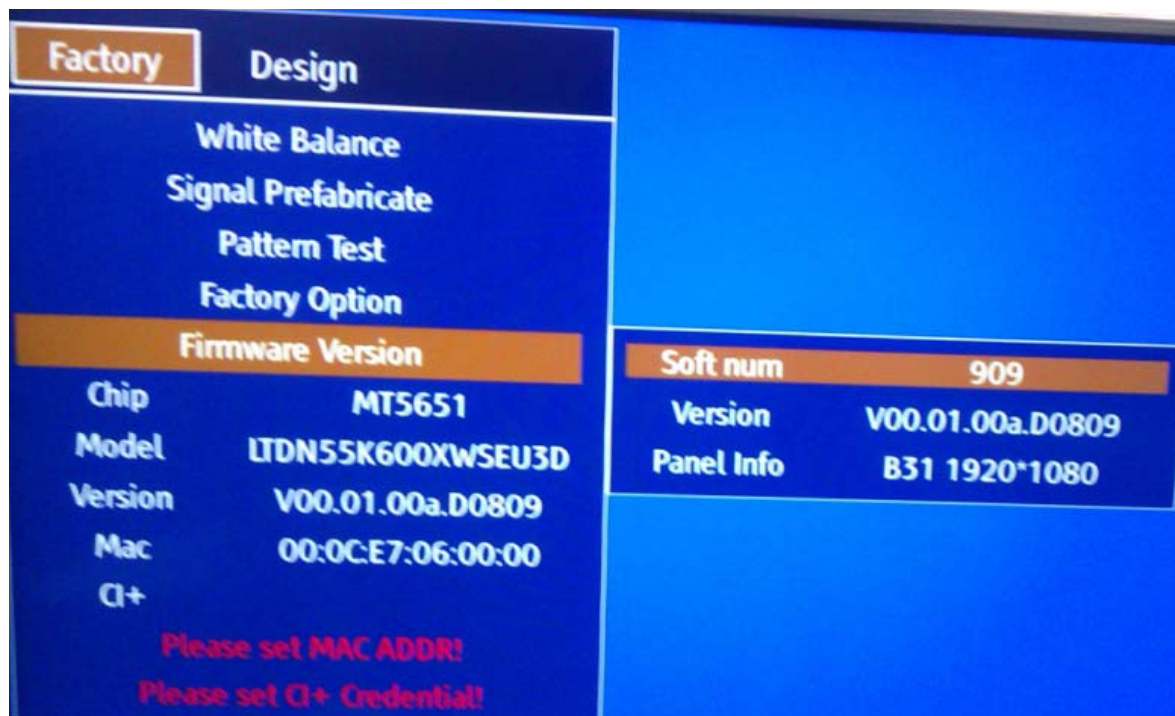 Factory Design
White Balance
Signal Prefabricate
Pattern Test
Factory Option
Firmware Version
Chip MT5651
Model LTDN55K600XWSEU3D
Version V00.01.00a.D0809
Mac 00:0C:E7:06:00:00
CI+
Please set MAC ADDR!
Please set CI+ Credential!
Soft num 909
Version V00.01.00a.D0809
Panel Info B31 1920*1080